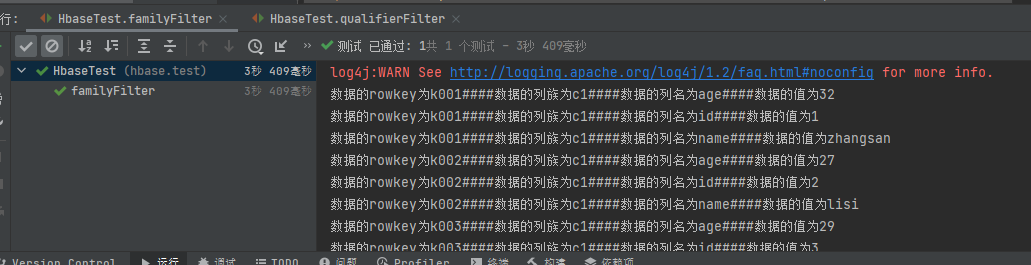 行: HbaseTest.familyFilter × HbaseTest.qualifierFilter ×
» 测试 已通过: 1共 1 个测试 – 3秒 409毫秒
HbaseTest (hbase.test) 3秒 409毫秒
familyFilter 3秒 409毫秒
log4j:WARN See http://logging.apache.org/log4j/1.2/faq.html#noconfig for more info.
数据的rowkey为k001####数据的列族为c1####数据的列名为age####数据的值为32
数据的rowkey为k001####数据的列族为c1####数据的列名为id####数据的值为1
数据的rowkey为k001####数据的列族为c1####数据的列名为name####数据的值为zhangsan
数据的rowkey为k002####数据的列族为c1####数据的列名为age####数据的值为27
数据的rowkey为k002####数据的列族为c1####数据的列名为id####数据的值为2
数据的rowkey为k002####数据的列族为c1####数据的列名为name####数据的值为lisi
数据的rowkey为k003####数据的列族为c1####数据的列名为age####数据的值为29
数据的rowkey为k003####数据的列族为c1####数据的列名为id####数据的值为3
Version Control 运行 调试 TODO 问题 Profiler 终端 构建 依赖项